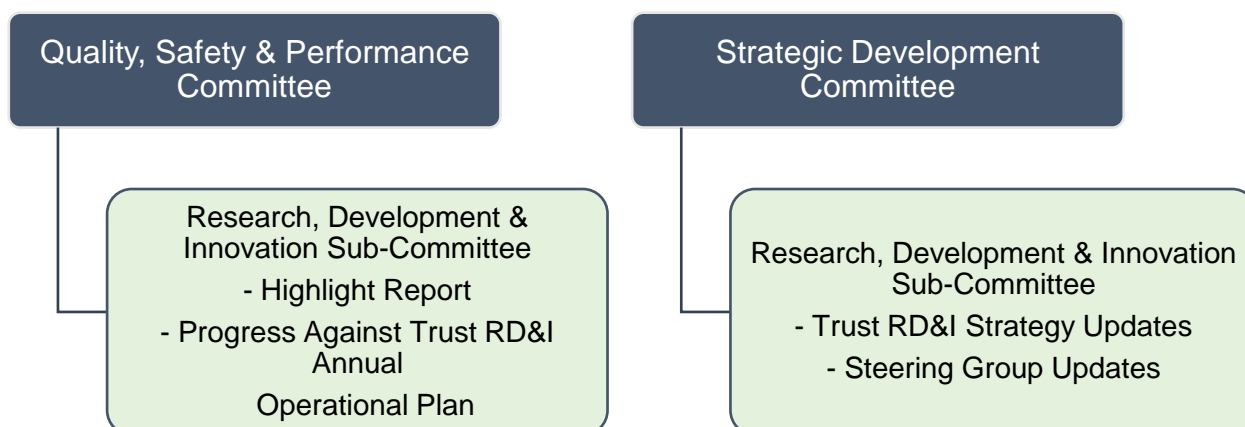 Quality, Safety & Performance
Committee
Research, Development &
Innovation Sub-Committee
- Highlight Report
- Progress Against Trust RD&I
Annual
Operational Plan
Strategic Development
Committee
Research, Development & Innovation
Sub-Committee
- Trust RD&I Strategy Updates
- Steering Group Updates